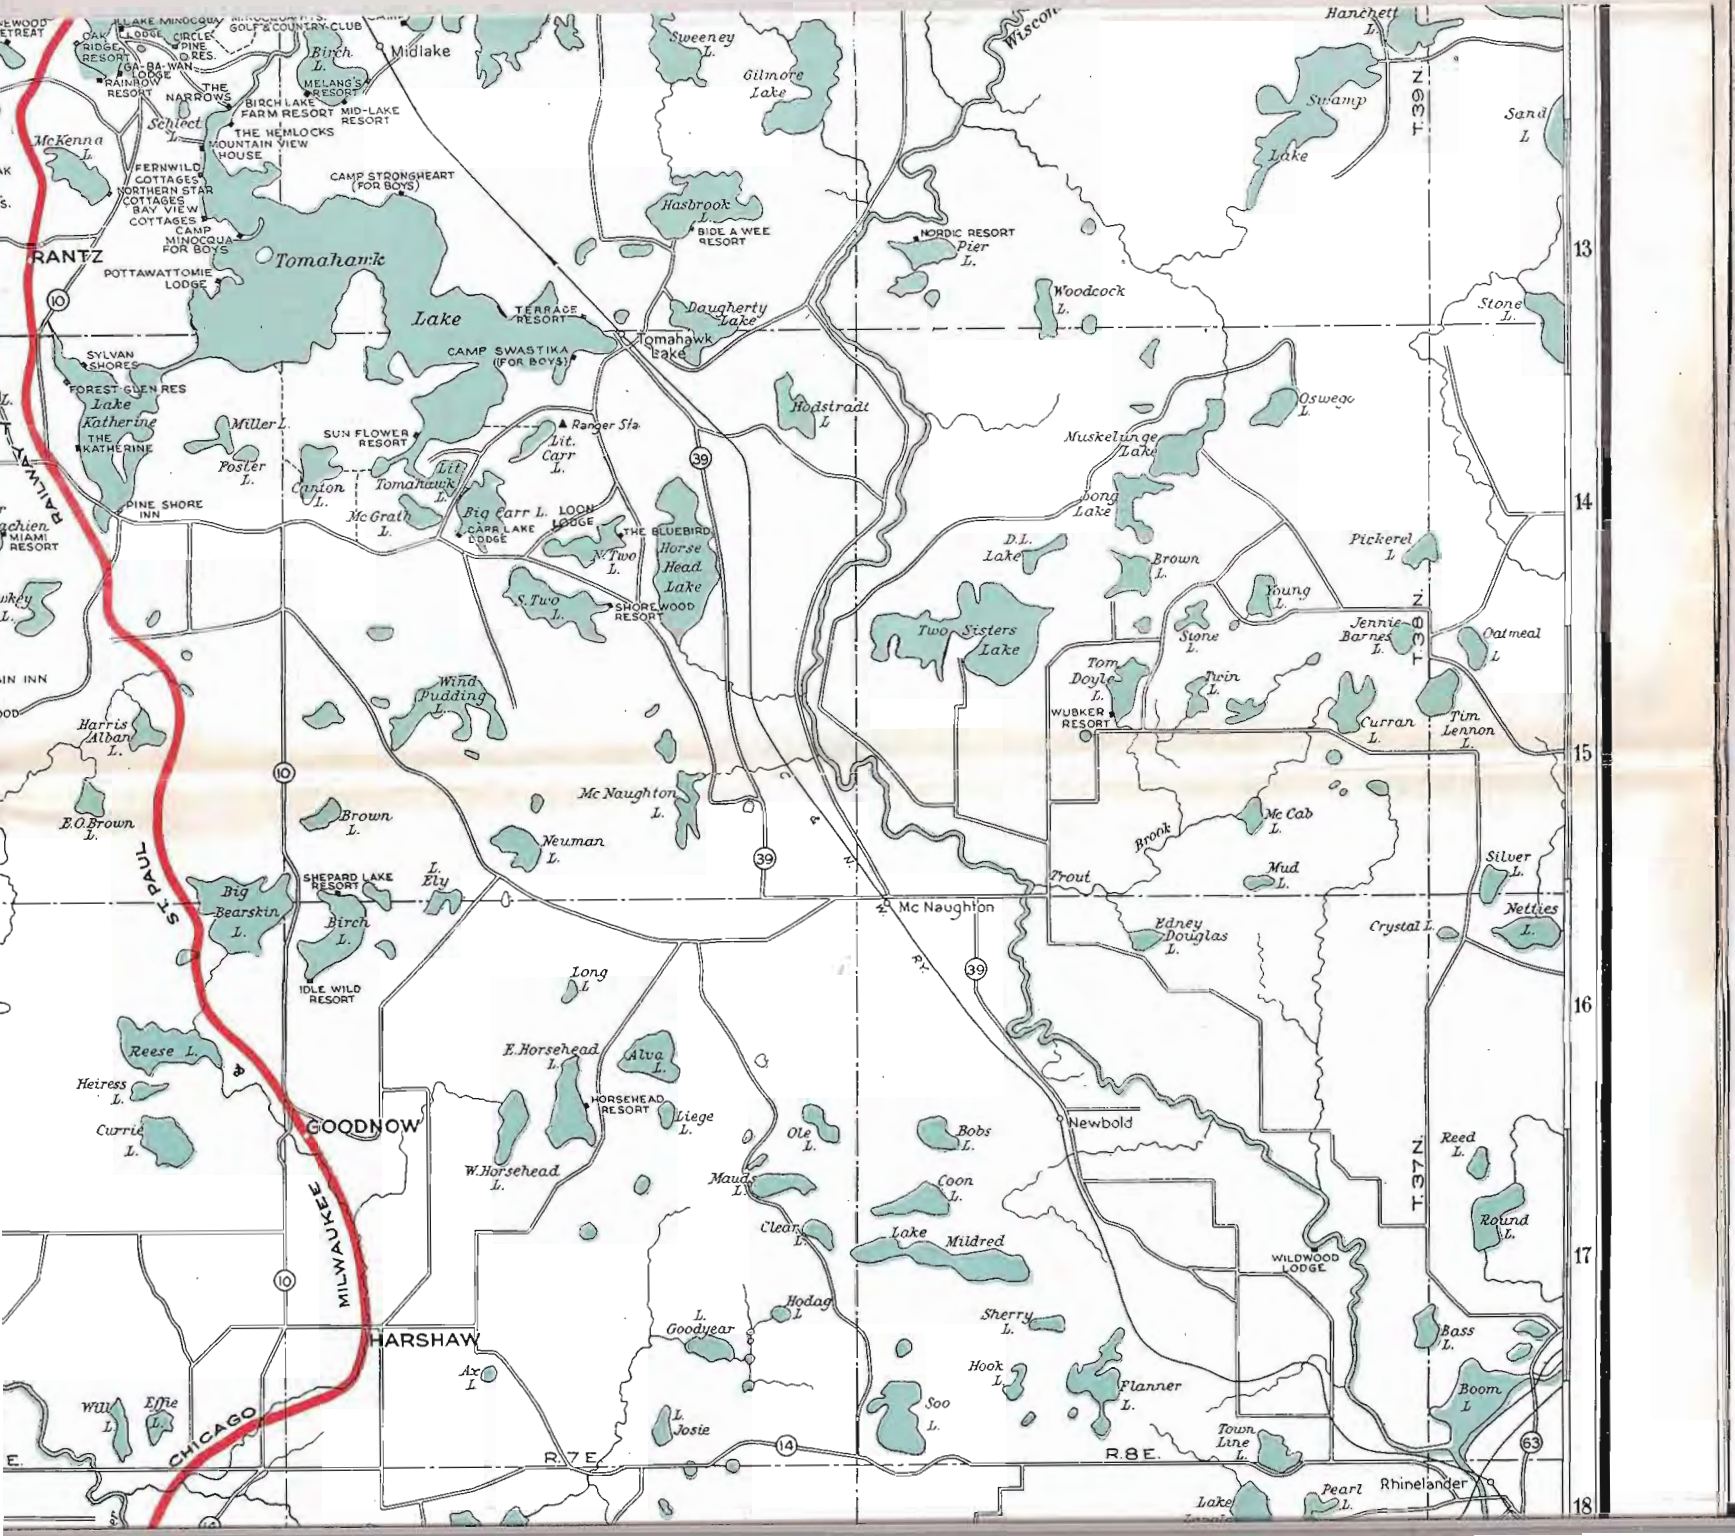 LAKE MINOCQUA
LODGE
GOLF & COUNTRY-CLUB
OAK
RIDGE
RESORT
CIRCLE
PINE
RES.
GA-BA-WAN
LODGE
RAINBOW
RESORT
Birch
L.
Midlake
MELANG'S
RESORT
THE
NARROWS
BIRCH LAKE
FARM RESORT
MID-LAKE
RESORT
Sweeney
L.
Gilmore
Lake
Wiscon
Hanchett
L.
Swamp
Lake
T.39 N.
Sand
L
Schlect
L.
McKenna
L.
THE HEMLOCKS
MOUNTAIN VIEW
HOUSE
FERNWILD
COTTAGES
NORTHERN STAR
COTTAGES
BAY VIEW
COTTAGES
CAMP
MINOCQUA
FOR BOYS
CAMP STRONGHEART
(FOR BOYS)
Hasbrook
L.
BIDE A WEE
RESORT
NORDIC RESORT
Pier
L.
13
RANTZ
Tomahawk
Lake
POTTAWATTOMIE
LODGE
10
TERRACE
RESORT
Daugherty
Lake
Woodcock
L.
Stone
L.
Tomahawk
Lake
CAMP SWASTIKA
(FOR BOYS)
SYLVAN
SHORES
FOREST GLEN RES
Lake
Katherine
THE
KATHERINE
Miller L.
Foster
L.
SUN FLOWER
RESORT
Canton
L.
Lit.
Tomahawk
L.
Ranger Sta.
Lit.
Carr
L.
Hodstradt
L
Oswego
L.
Muskelunge
Lake
39
Long
Lake
14
RAILWAY
PINE SHORE
INN
McGrath
L.
Big Carr L.
CARR LAKE
LODGE
LOON
LODGE
THE BLUEBIRD
N. Two
L.
Horse
Head
Lake
D.L.
Lake
Brown
L.
Pickerel
L
MIAMI
RESORT
S. Two
L.
SHOREWOOD
RESORT
Young
L.
T.38 N.
Two Sisters
Lake
Stone
L.
Jennie
Barnes
L.
Oatmeal
L
Tom
Doyle
L.
Twin
L.
WUBKER
RESORT
Curran
L.
Tim
Lennon
L.
Wind
Pudding
L.
Harris
Alban
L.
15
10
McNaughton
L.
E.O.Brown
L.
Brown
L.
Neuman
L.
39
Brook
Trout
McCab
L.
Mud
L.
Silver
L.
SHEPARD LAKE
RESORT
L.
Ely
Big
Bearskin
L.
Birch
L.
IDLE WILD
RESORT
ST. PAUL
N.
W.
RY.
Mc Naughton
39
Edney
Douglas
L.
Crystal L.
Netties
L.
16
Long
L
Reese L.
&
Heiress
L.
Currie
L.
E. Horsehead
L.
Alva
L.
HORSEHEAD
RESORT
Liege
L.
GOODNOW
W. Horsehead
L.
Ole
L.
Bobs
L.
Newbold
Reed
L.
T.37 N.
Mauds
L.
Coon
L.
Clear
L.
Lake Mildred
Round
L.
WILDWOOD
LODGE
17
MILWAUKEE
10
Hodag
L
L.
Goodyear
Sherry
L.
Bass
L.
HARSHAW
Ax
L
Hook
L
Flanner
L.
Boom
L
Will
L
Effie
L.
CHICAGO
L.
Josie
Soo
L.
Town
Line
L.
63
E.
R. 7 E.
14
R. 8 E.
Rhinelander
Lake
Pearl
L.
18